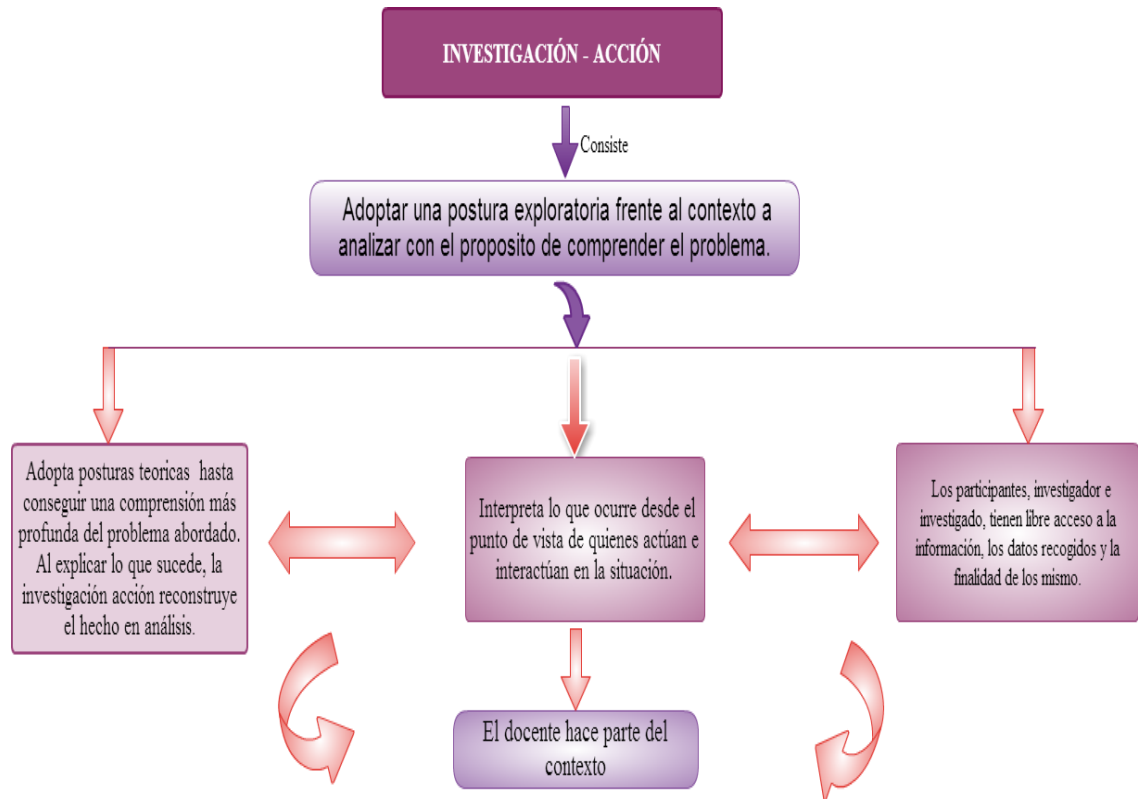 INVESTIGACIÓN - ACCIÓN
Consiste
Adoptar una postura exploratoria frente al contexto a
analizar con el proposito de comprender el problema.
Adopta posturas teoricas hasta
conseguir una comprensión más
profunda del problema abordado.
Al explicar lo que sucede, la
investigación acción reconstruye
el hecho en análisis.
Interpreta lo que ocurre desde el
punto de vista de quienes actúan e
interactúan en la situación.
Los participantes, investigador e
investigado, tienen libre acceso a la
información, los datos recogidos y la
finalidad de los mismo.
El docente hace parte del
contexto